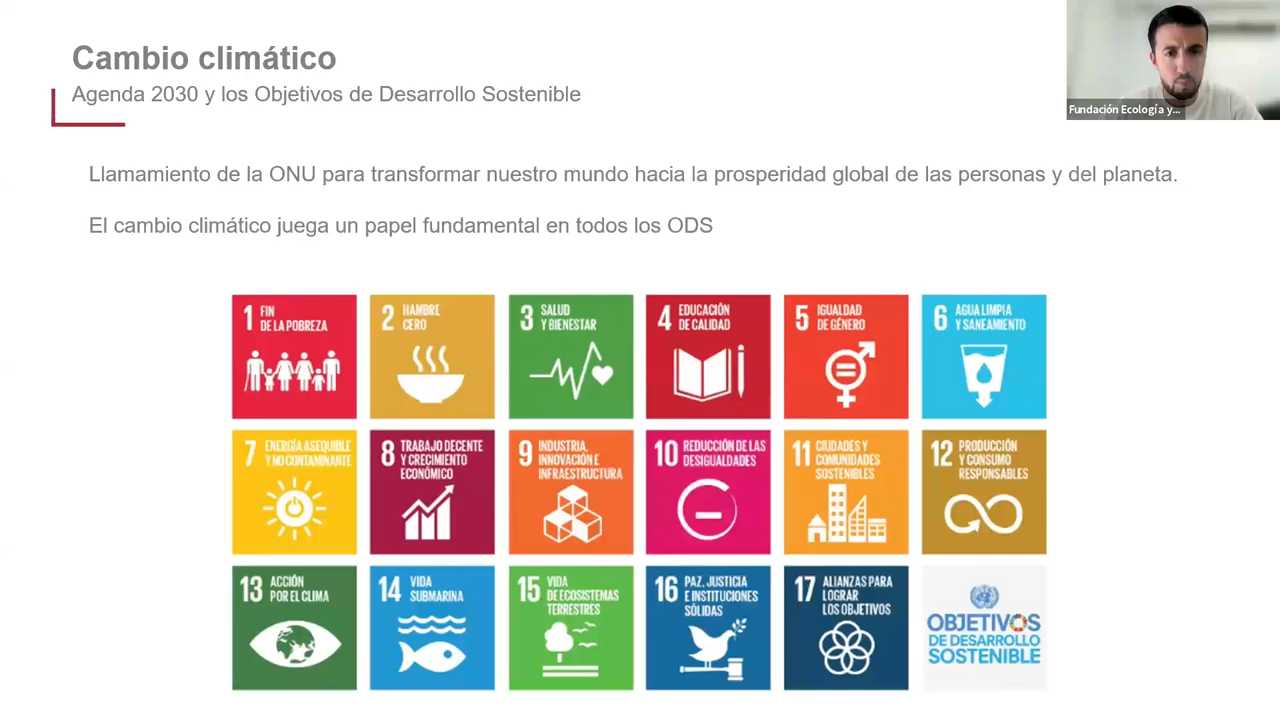 Cambio climático
Agenda 2030 y los Objetivos de Desarrollo Sostenible
Fundación Ecología y...
Llamamiento de la ONU para transformar nuestro mundo hacia la prosperidad global de las personas y del planeta.
El cambio climático juega un papel fundamental en todos los ODS
1 FIN
DE LA POBREZA
2 HAMBRE
CERO
3 SALUD
Y BIENESTAR
4 EDUCACIÓN
DE CALIDAD
5 IGUALDAD
DE GÉNERO
6 AGUA LIMPIA
Y SANEAMIENTO
7 ENERGÍA ASEQUIBLE
Y NO CONTAMINANTE
8 TRABAJO DECENTE
Y CRECIMIENTO
ECONÓMICO
9 INDUSTRIA,
INNOVACIÓN E
INFRAESTRUCTURA
10 REDUCCIÓN DE LAS
DESIGUALDADES
11 CIUDADES Y
COMUNIDADES
SOSTENIBLES
12 PRODUCCIÓN
Y CONSUMO
RESPONSABLES
13 ACCIÓN
POR EL CLIMA
14 VIDA
SUBMARINA
15 VIDA
DE ECOSISTEMAS
TERRESTRES
16 PAZ, JUSTICIA
E INSTITUCIONES
SÓLIDAS
17 ALIANZAS PARA
LOGRAR
LOS OBJETIVOS
OBJETIVOS
DE DESARROLLO
SOSTENIBLE